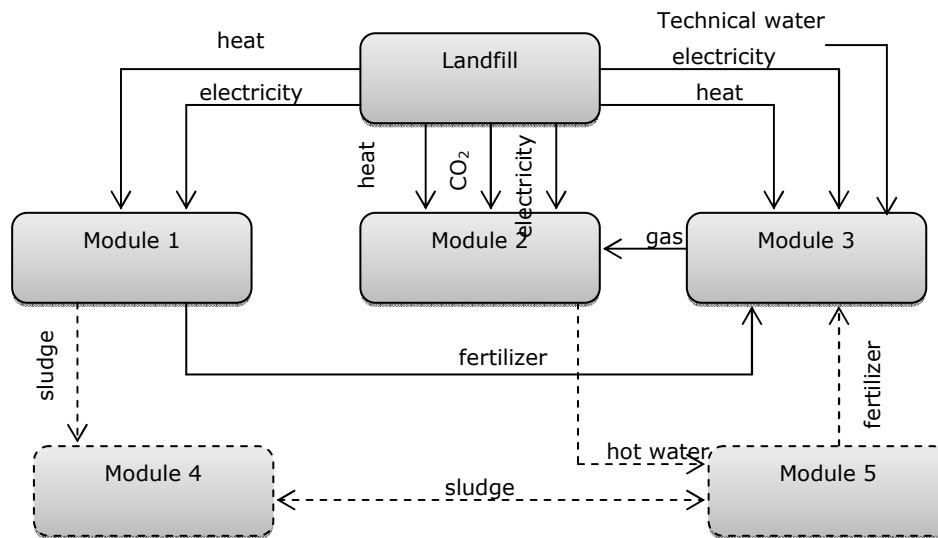 Technical water
heat
Landfill
electricity
electricity
heat
heat
CO₂
electricity
Module 1
Module 2
gas
Module 3
sludge
fertilizer
fertilizer
Module 4
hot water
Module 5
sludge